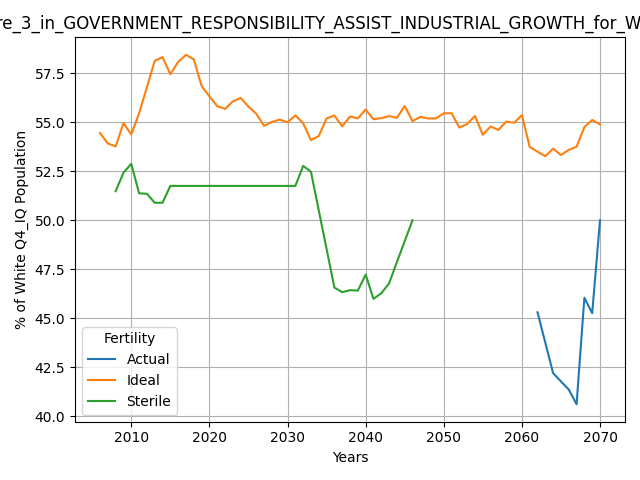 re_3_in_GOVERNMENT_RESPONSIBILITY_ASSIST_INDUSTRIAL_GROWTH_for_W
% of White Q4_IQ Population
57.5
55.0
52.5
50.0
47.5
45.0
42.5
40.0
Fertility
Actual
Ideal
Sterile
2010 2020 2030 2040 2050 2060 2070
Years